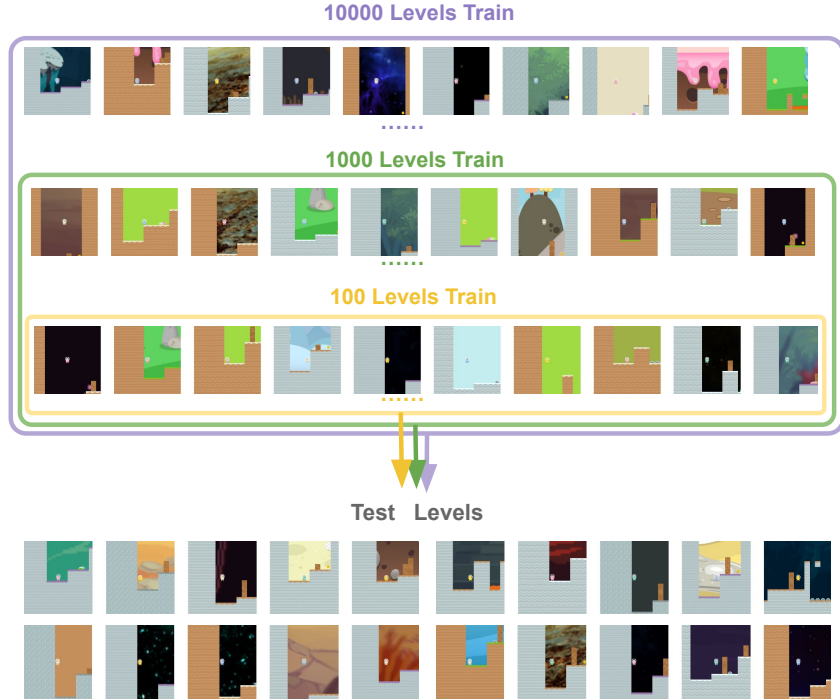 10000 Levels Train
......
1000 Levels Train
......
100 Levels Train
......
Test Levels